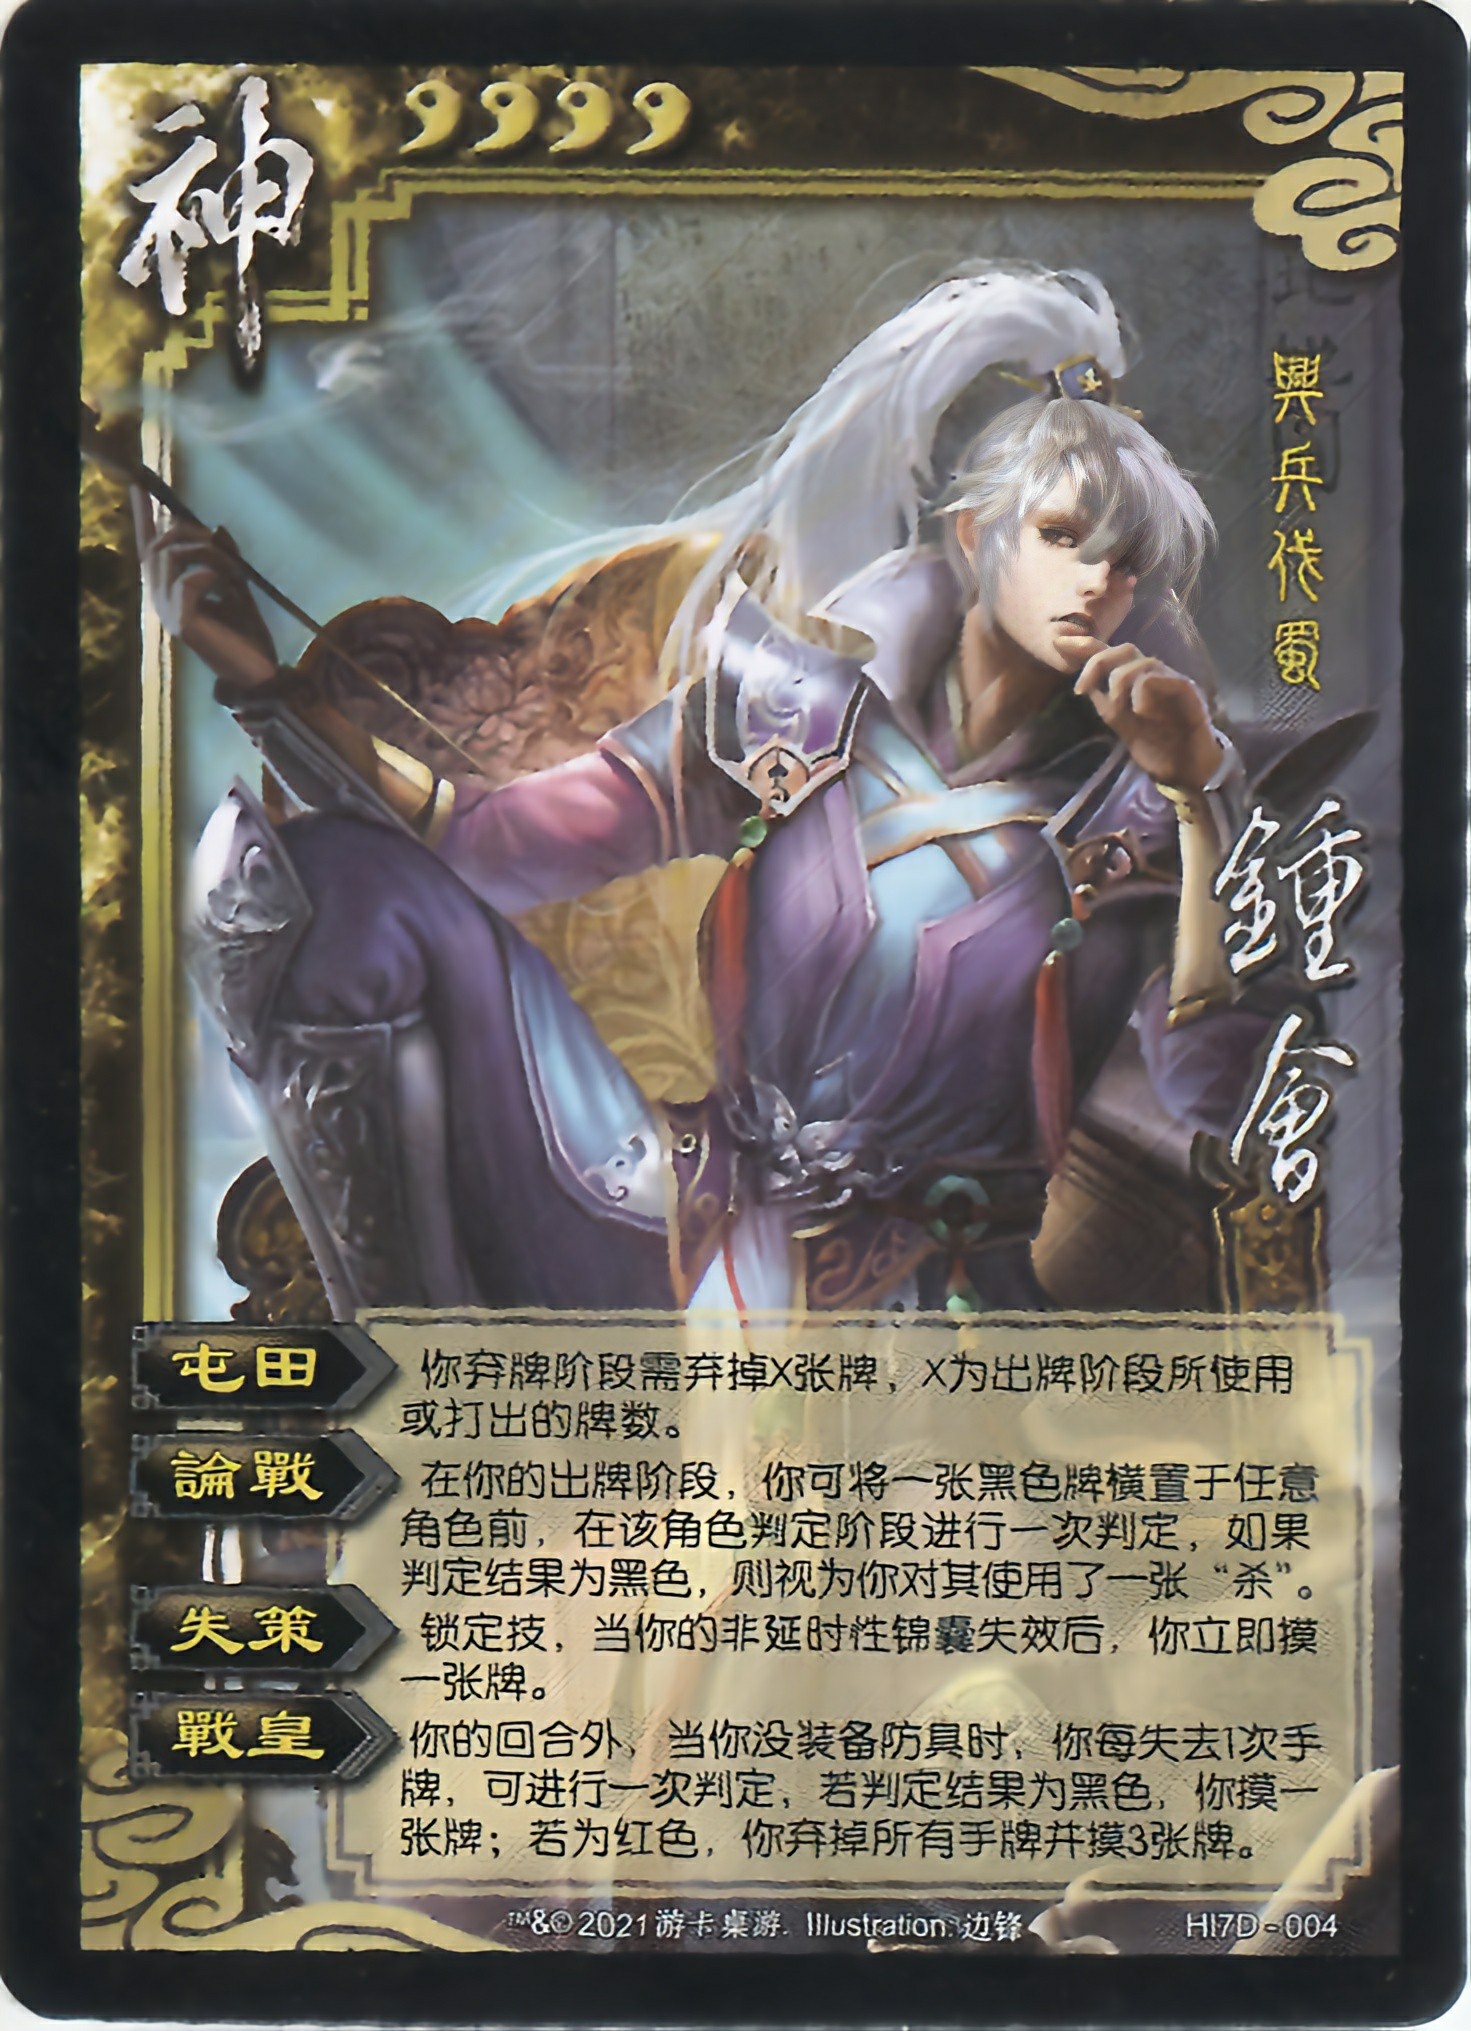 神
興兵伐蜀
鍾會
屯田
你弃牌阶段需弃掉X张牌，X为出牌阶段所使用
或打出的牌数。
論戰
在你的出牌阶段，你可将一张黑色牌横置于任意
角色前，在该角色判定阶段进行一次判定，如果
判定结果为黑色，则视为你对其使用了一张“杀”。
失策
锁定技，当你的非延时性锦囊失效后，你立即摸
一张牌。
戰皇
你的回合外，当你没装备防具时，你每失去1次手
牌，可进行一次判定，若判定结果为黑色，你摸一
张牌；若为红色，你弃掉所有手牌并摸3张牌。
™&© 2021 游卡桌游. Illustration: 边锋
HI7D-004